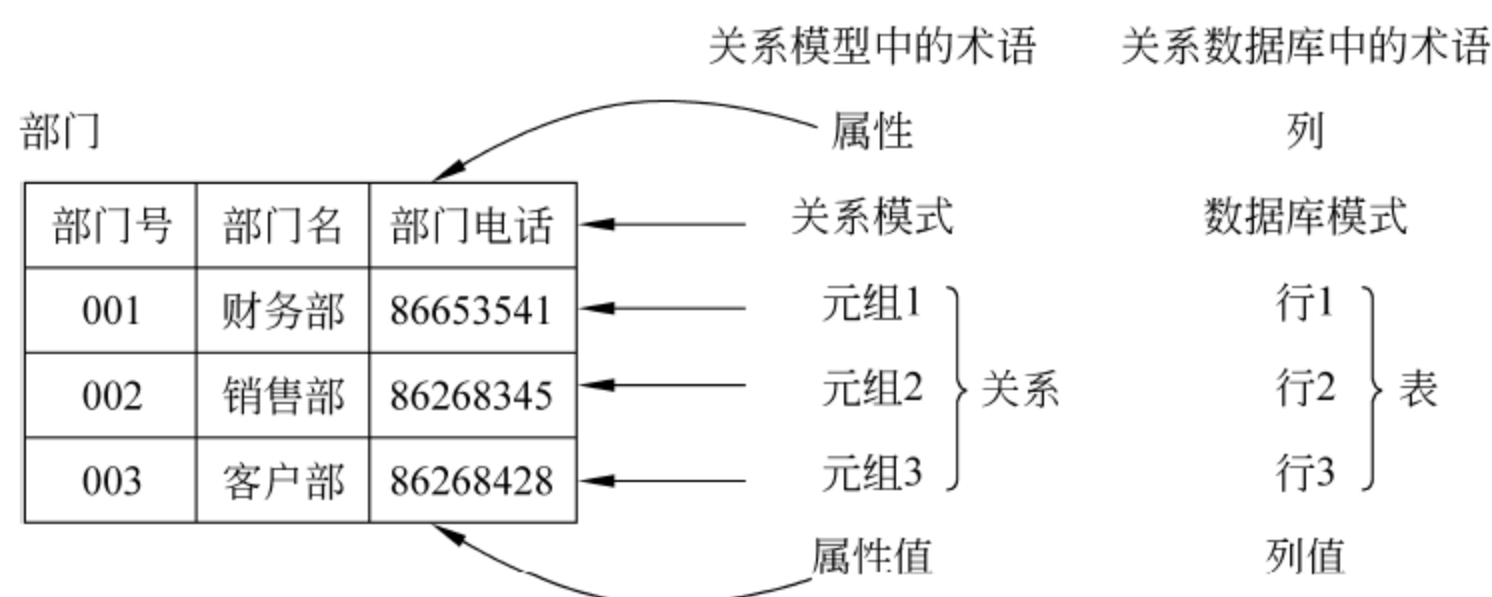 关系模型中的术语 关系数据库中的术语
部门 属性 列
部门号 部门名 部门电话 关系模式 数据库模式
001 财务部 86653541 元组1 行1
002 销售部 86268345 元组2 关系 行2 表
003 客户部 86268428 元组3 行3
属性值 列值